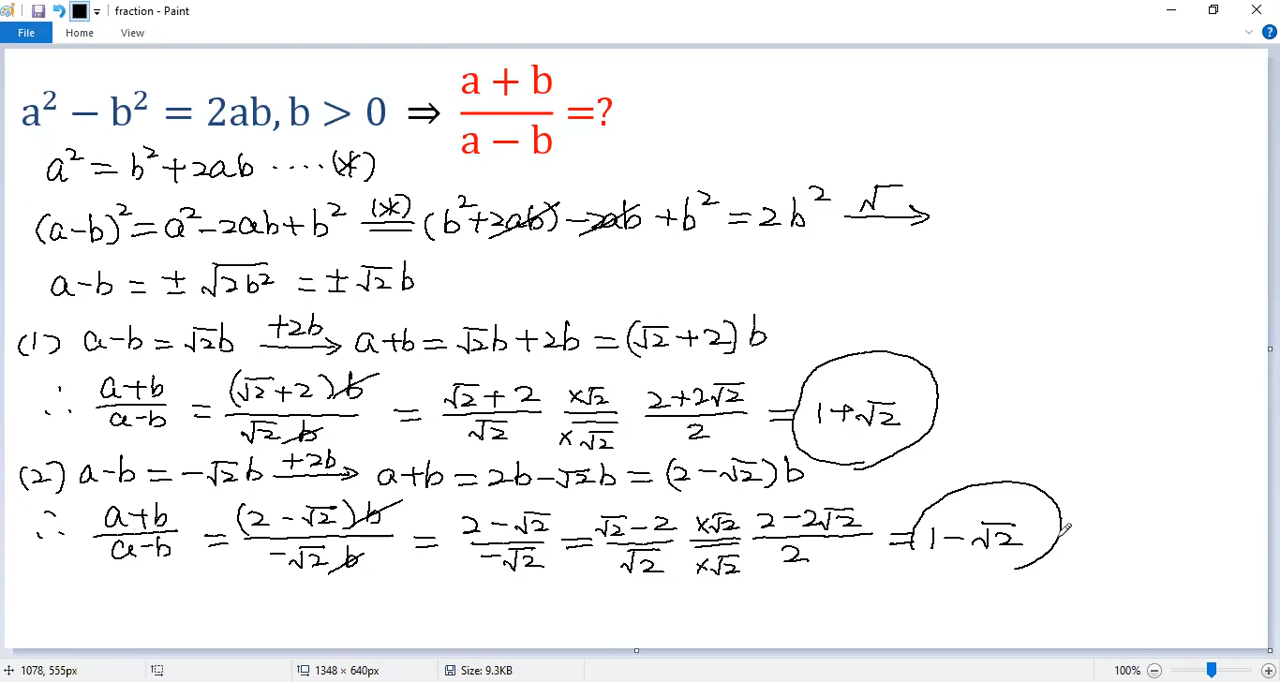 fraction - Paint
File Home View
a² − b² = 2ab, b > 0 ⇒ (a + b)/(a − b) =?
a² = b² + 2ab ....(*)
(a-b)² = a² - 2ab + b² (*)= (b² + 2ab) - 2ab + b² = 2b² √→
a-b = ± √2b² = ± √2 b
(1) a-b = √2b +2b→ a+b = √2b + 2b = (√2 + 2] b
∴ (a+b)/(a-b) = (√2 + 2)b/√2 b = (√2 + 2)/√2 ×√2/×√2= (2+2√2)/2 = 1+√2
(2) a-b = -√2b +2b→ a+b = 2b - √2b = (2-√2)b
∴ (a+b)/(a-b) = (2-√2)b/-√2 b = (2-√2)/-√2 = (√2-2)/√2 ×√2/×√2= (2-2√2)/2 = 1-√2
1078, 555px 1348 × 640px Size: 9.3KB 100%